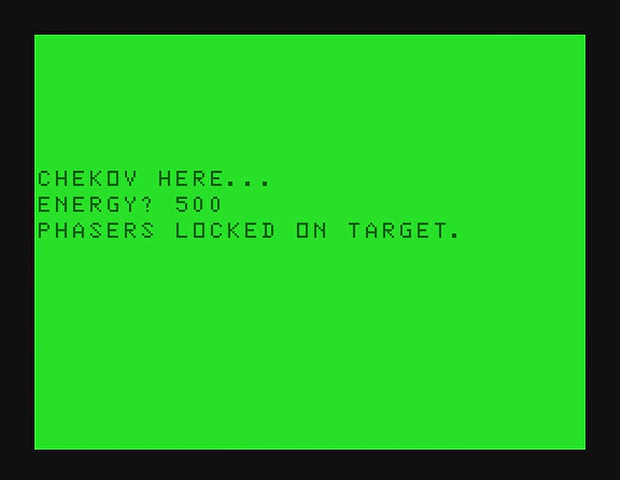 CHEKOV HERE...
ENERGY? 500
PHASERS LOCKED ON TARGET.